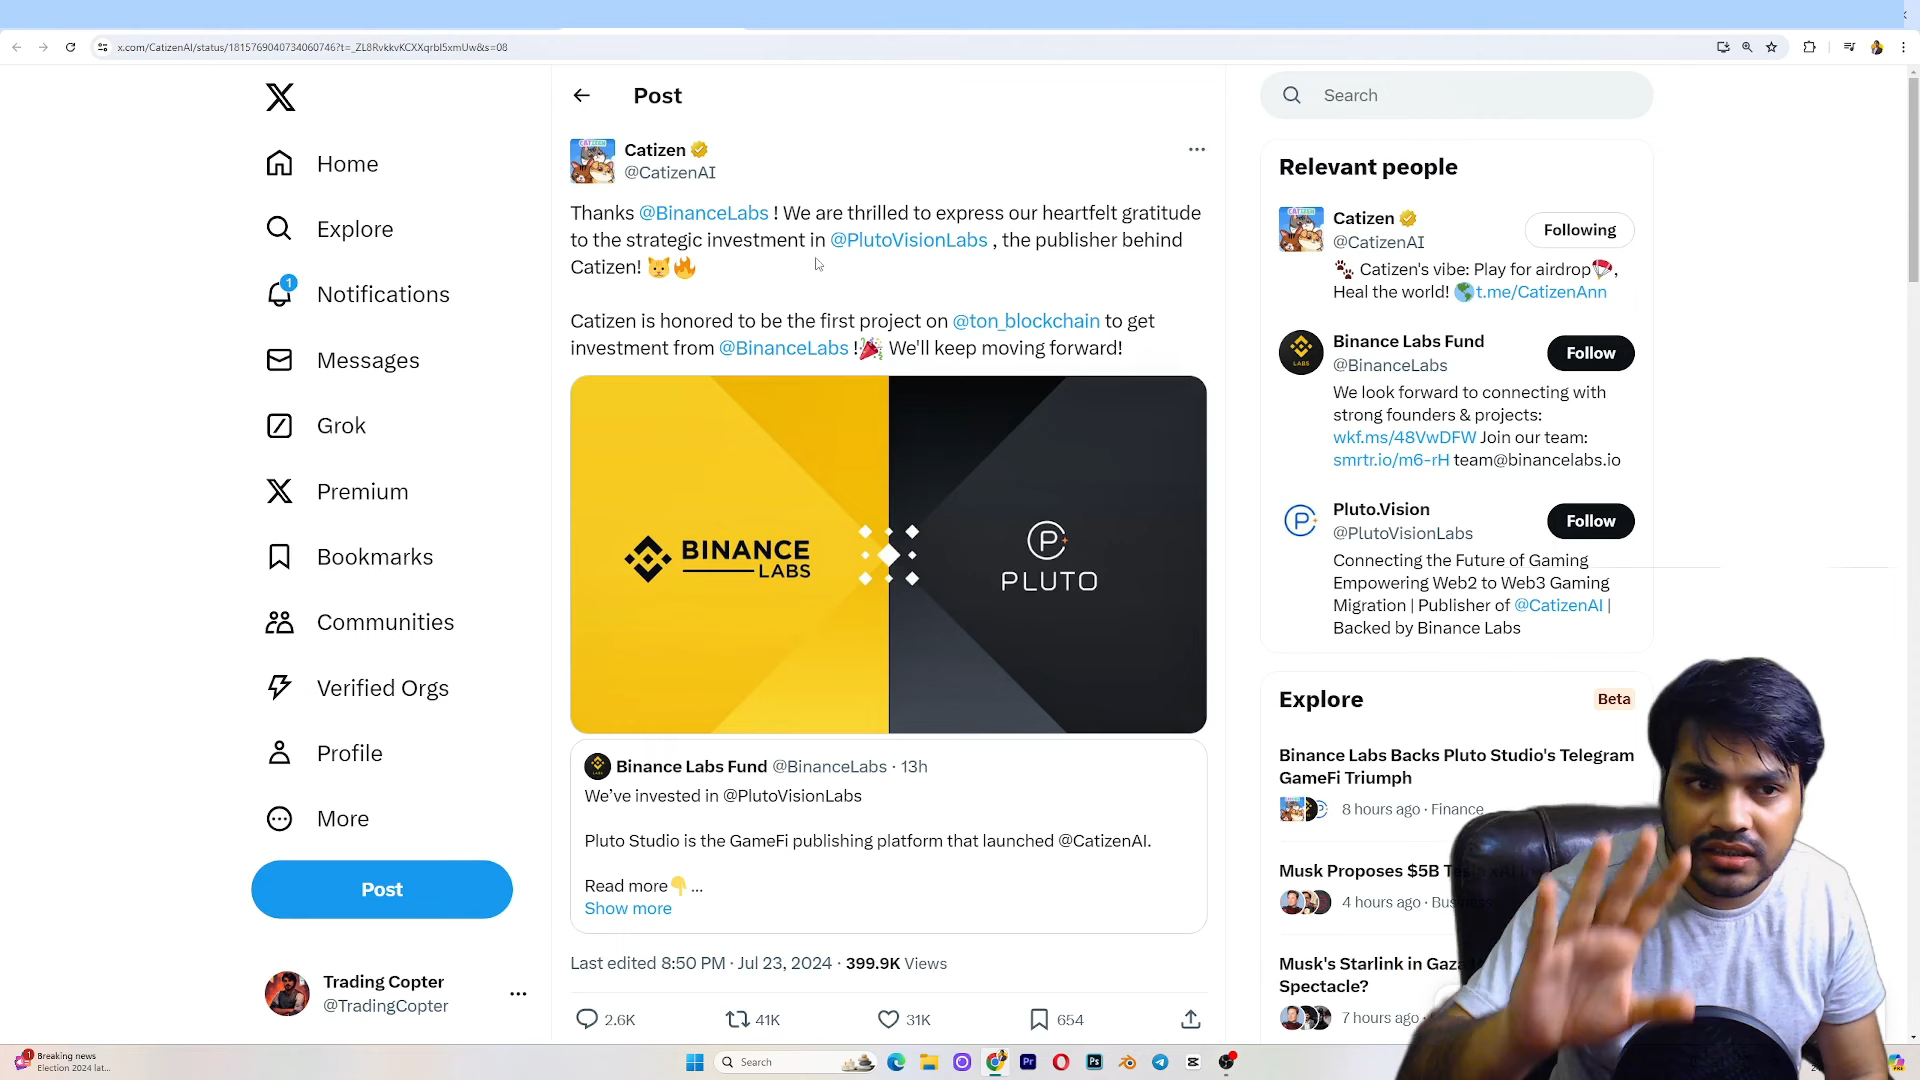 x.com/CatizenAI/status/1815769040734060746?t=_ZL8RvkkvKCXXqrbI5xmUw&s=08
Home
Explore
1
Notifications
Messages
Grok
Premium
Bookmarks
Communities
Verified Orgs
Profile
More
Post
Trading Copter
@TradingCopter
Post
Catizen
@CatizenAI
Thanks @BinanceLabs ! We are thrilled to express our heartfelt gratitude
to the strategic investment in @PlutoVisionLabs , the publisher behind
Catizen! 🐱🔥
Catizen is honored to be the first project on @ton_blockchain to get
investment from @BinanceLabs !🎉 We'll keep moving forward!
BINANCE
LABS
PLUTO
Binance Labs Fund @BinanceLabs · 13h
We've invested in @PlutoVisionLabs
Pluto Studio is the GameFi publishing platform that launched @CatizenAI.
Read more👇 ...
Show more
Last edited 8:50 PM · Jul 23, 2024 · 399.9K Views
2.6K
41K
31K
654
Search
Relevant people
Catizen
@CatizenAI
Following
🐾 Catizen's vibe: Play for airdrop🪂,
Heal the world! 🌎t.me/CatizenAnn
Binance Labs Fund
@BinanceLabs
Follow
We look forward to connecting with
strong founders & projects:
wkf.ms/48VwDFW Join our team:
smrtr.io/m6-rH team@binancelabs.io
Pluto.Vision
@PlutoVisionLabs
Follow
Connecting the Future of Gaming
Empowering Web2 to Web3 Gaming
Migration | Publisher of @CatizenAI |
Backed by Binance Labs
Explore
Beta
Binance Labs Backs Pluto Studio's Telegram
GameFi Triumph
8 hours ago · Finance
Musk Proposes $5B
4 hours ago
Musk's Starlink in Gaza
Spectacle?
7 hours ago
1
Breaking news
Election 2024 lat...
Search